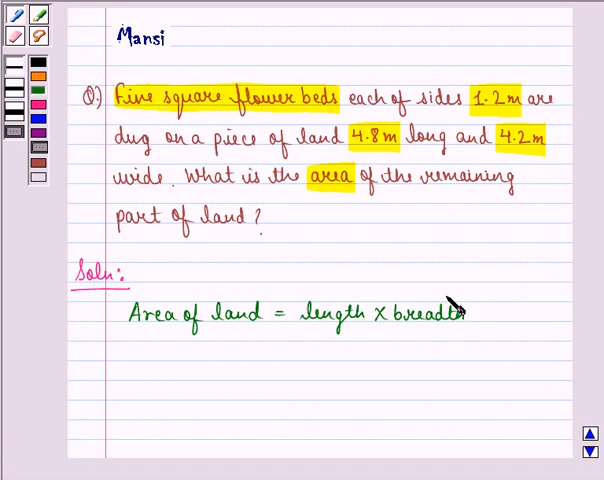 Mansi
Q.) Five square flower beds each of sides 1.2m are
dug on a piece of land 4.8m long and 4.2m
wide. What is the area of the remaining
part of land?
Soln:
Area of land = length × breadth